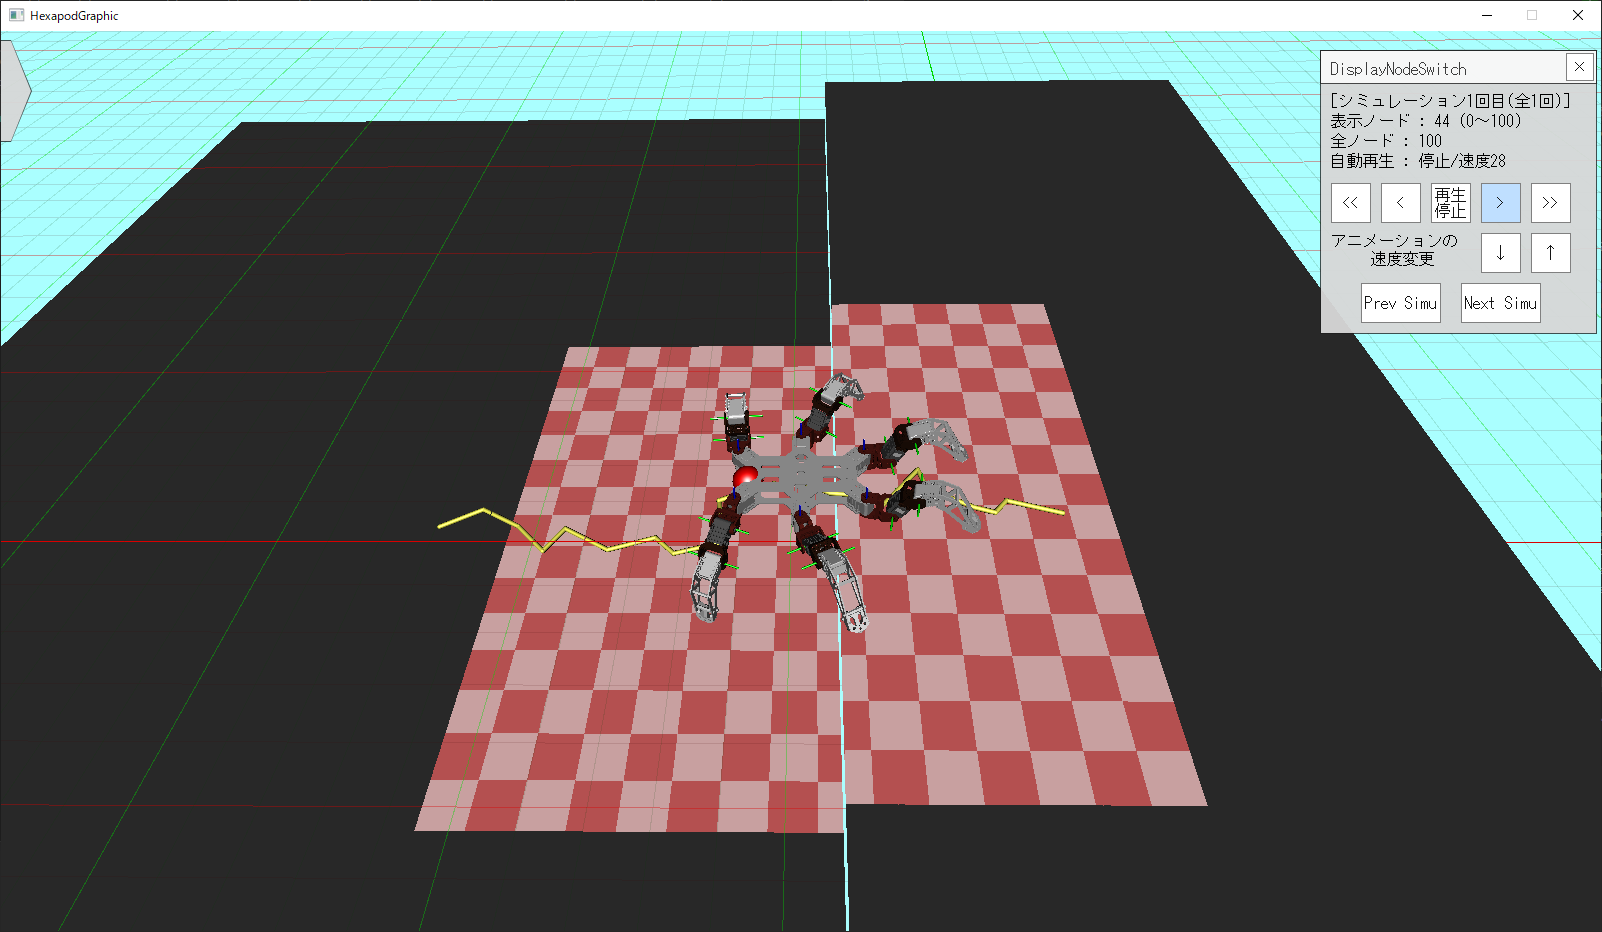 HexapodGraphic
DisplayNodeSwitch
[シミュレーション1回目(全1回)]
表示ノード : 44 (0～100)
全ノード : 100
自動再生 : 停止/速度28
<<
<
再生
停止
>
>>
アニメーションの
速度変更
↓
↑
Prev Simu
Next Simu